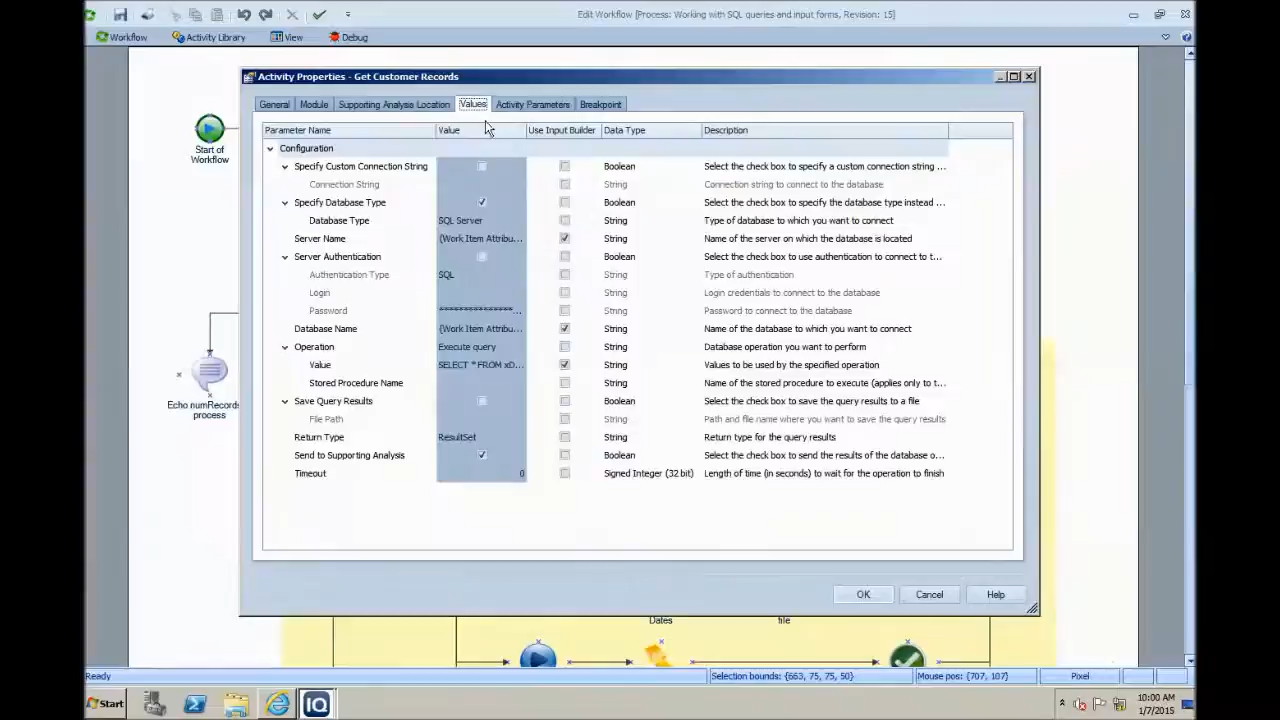 Edit Workflow [Process: Working with SQL queries and input forms, Revision: 15]
Workflow Activity Library View Debug
Activity Properties - Get Customer Records
General Module Supporting Analysis Location Values Activity Parameters Breakpoint
Parameter Name Value Use Input Builder Data Type Description
Configuration
Specify Custom Connection String Boolean Select the check box to specify a custom connection string ...
Connection String String Connection string to connect to the database
Specify Database Type Boolean Select the check box to specify the database type instead ...
Database Type SQL Server String Type of database to which you want to connect
Server Name {Work Item Attribu... String Name of the server on which the database is located
Server Authentication Boolean Select the check box to use authentication to connect to t...
Authentication Type SQL String Type of authentication
Login String Login credentials to connect to the database
Password ***************... String Password to connect to the database
Database Name {Work Item Attribu... String Name of the database to which you want to connect
Operation Execute query String Database operation you want to perform
Value SELECT * FROM xD... String Values to be used by the specified operation
Stored Procedure Name String Name of the stored procedure to execute (applies only to t...
Save Query Results Boolean Select the check box to save the query results to a file
File Path String Path and file name where you want to save the query results
Return Type ResultSet String Return type for the query results
Send to Supporting Analysis Boolean Select the check box to send the results of the database o...
Timeout 0 Signed Integer (32 bit) Length of time (in seconds) to wait for the operation to finish
OK Cancel Help
Start of
Workflow
Echo numRecords
process
Dates file
Ready Selection bounds: {663, 75, 75, 50} Mouse pos: {707, 107} Pixel
Start IQ 10:00 AM
1/7/2015